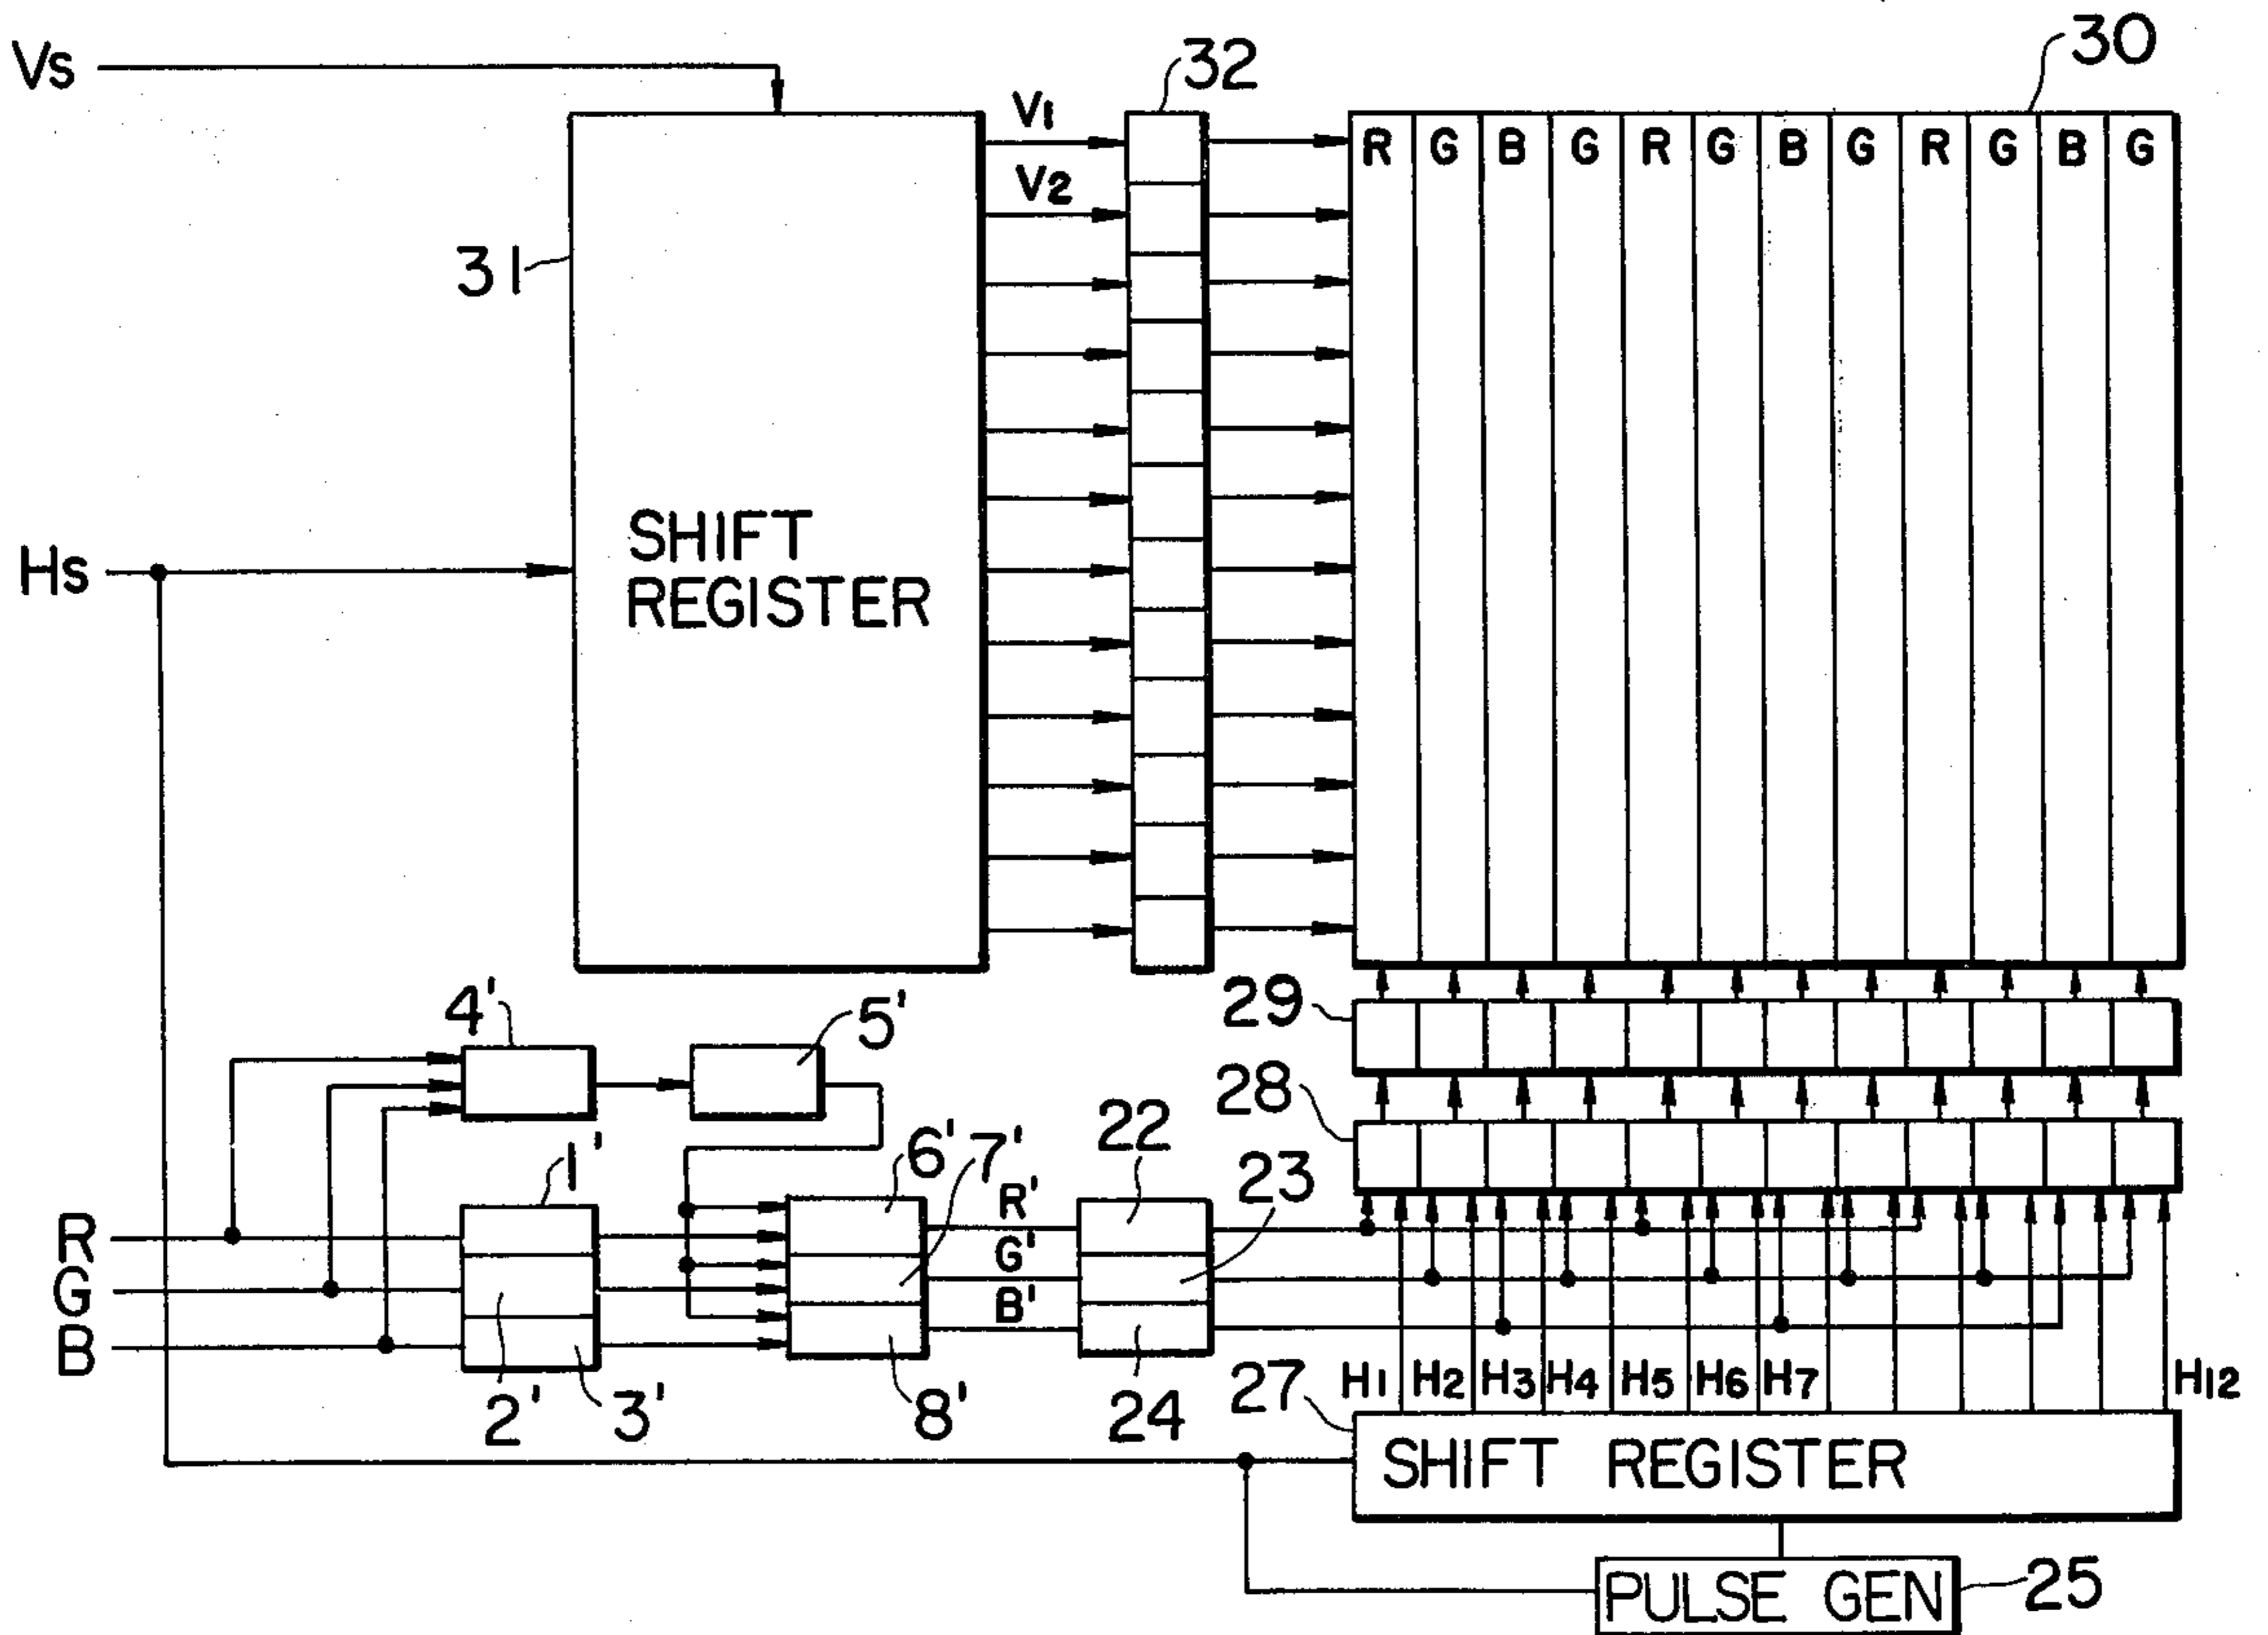 Vs
32
30
V1
V2
R G B G R G B G R G B G
31
Hs
SHIFT
REGISTER
29
4'
5'
28
1'
6'
7'
22
23
R
R'
G
G'
B
B'
2'
3'
8'
24
27
H1 H2 H3 H4 H5 H6 H7 H12
SHIFT REGISTER
PULSE GEN
25